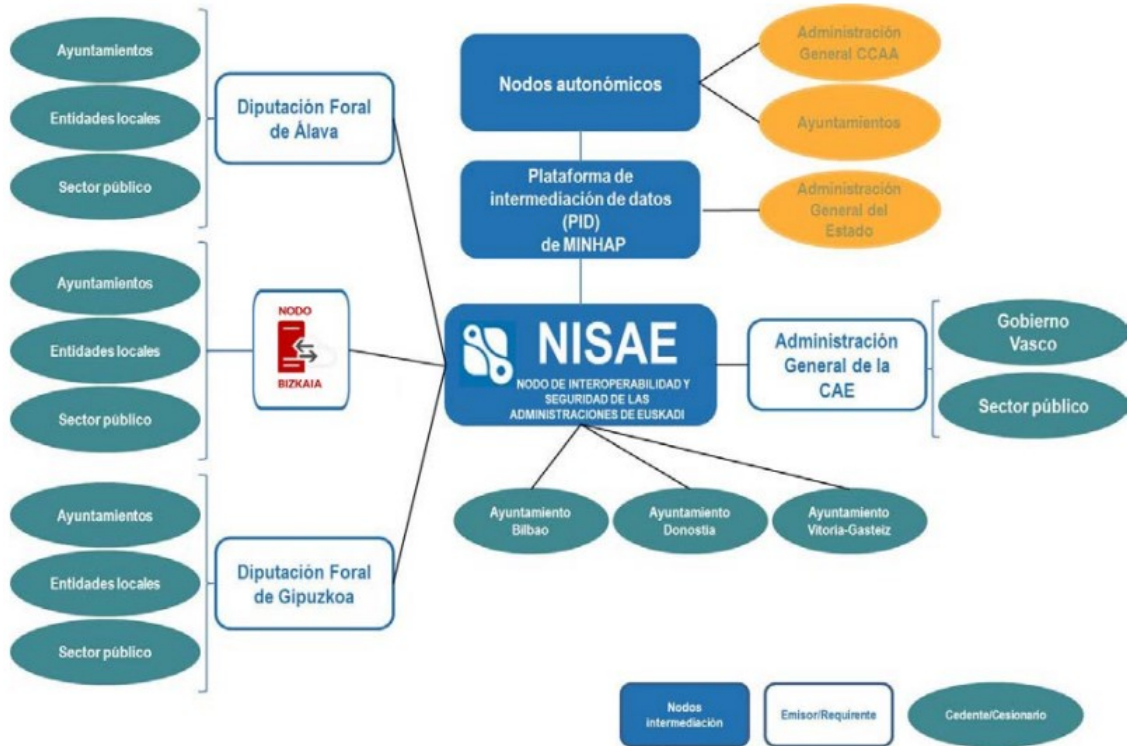 Ayuntamientos
Entidades locales
Sector público
Diputación Foral
de Álava
Ayuntamientos
Entidades locales
Sector público
NODO
BIZKAIA
Ayuntamientos
Entidades locales
Sector público
Diputación Foral
de Gipuzkoa
Nodos autonómicos
Administración
General CCAA
Ayuntamientos
Plataforma de
intermediación de datos
(PID)
de MINHAP
Administración
General del
Estado
NISAE
NODO DE INTEROPERABILIDAD Y
SEGURIDAD DE LAS
ADMINISTRACIONES DE EUSKADI
Administración
General de la
CAE
Gobierno
Vasco
Sector público
Ayuntamiento
Bilbao
Ayuntamiento
Donostia
Ayuntamiento
Vitoria-Gasteiz
Nodos
intermediación
Emisor/Requirente
Cedente/Cesionario